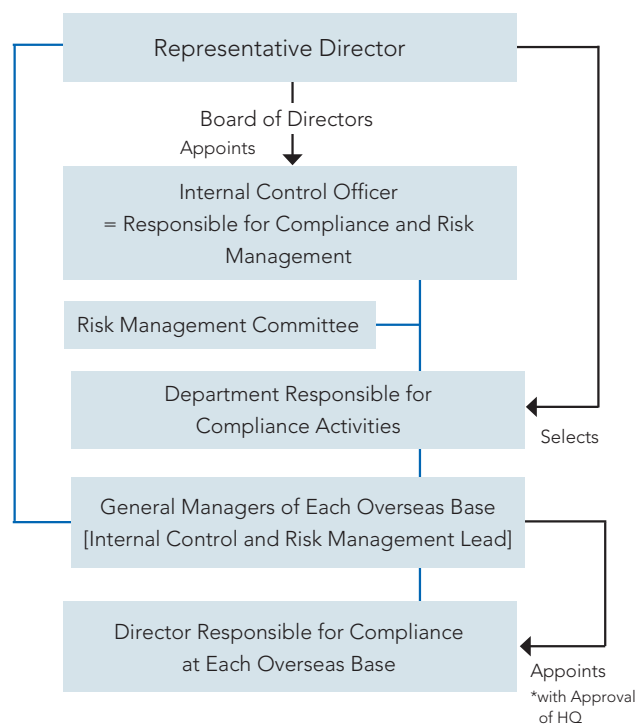 Representative Director
Board of Directors
Appoints
Internal Control Officer
= Responsible for Compliance and Risk
Management
Risk Management Committee
Department Responsible for
Compliance Activities
Selects
General Managers of Each Overseas Base
[Internal Control and Risk Management Lead]
Director Responsible for Compliance
at Each Overseas Base
Appoints
*with Approval
of HQ